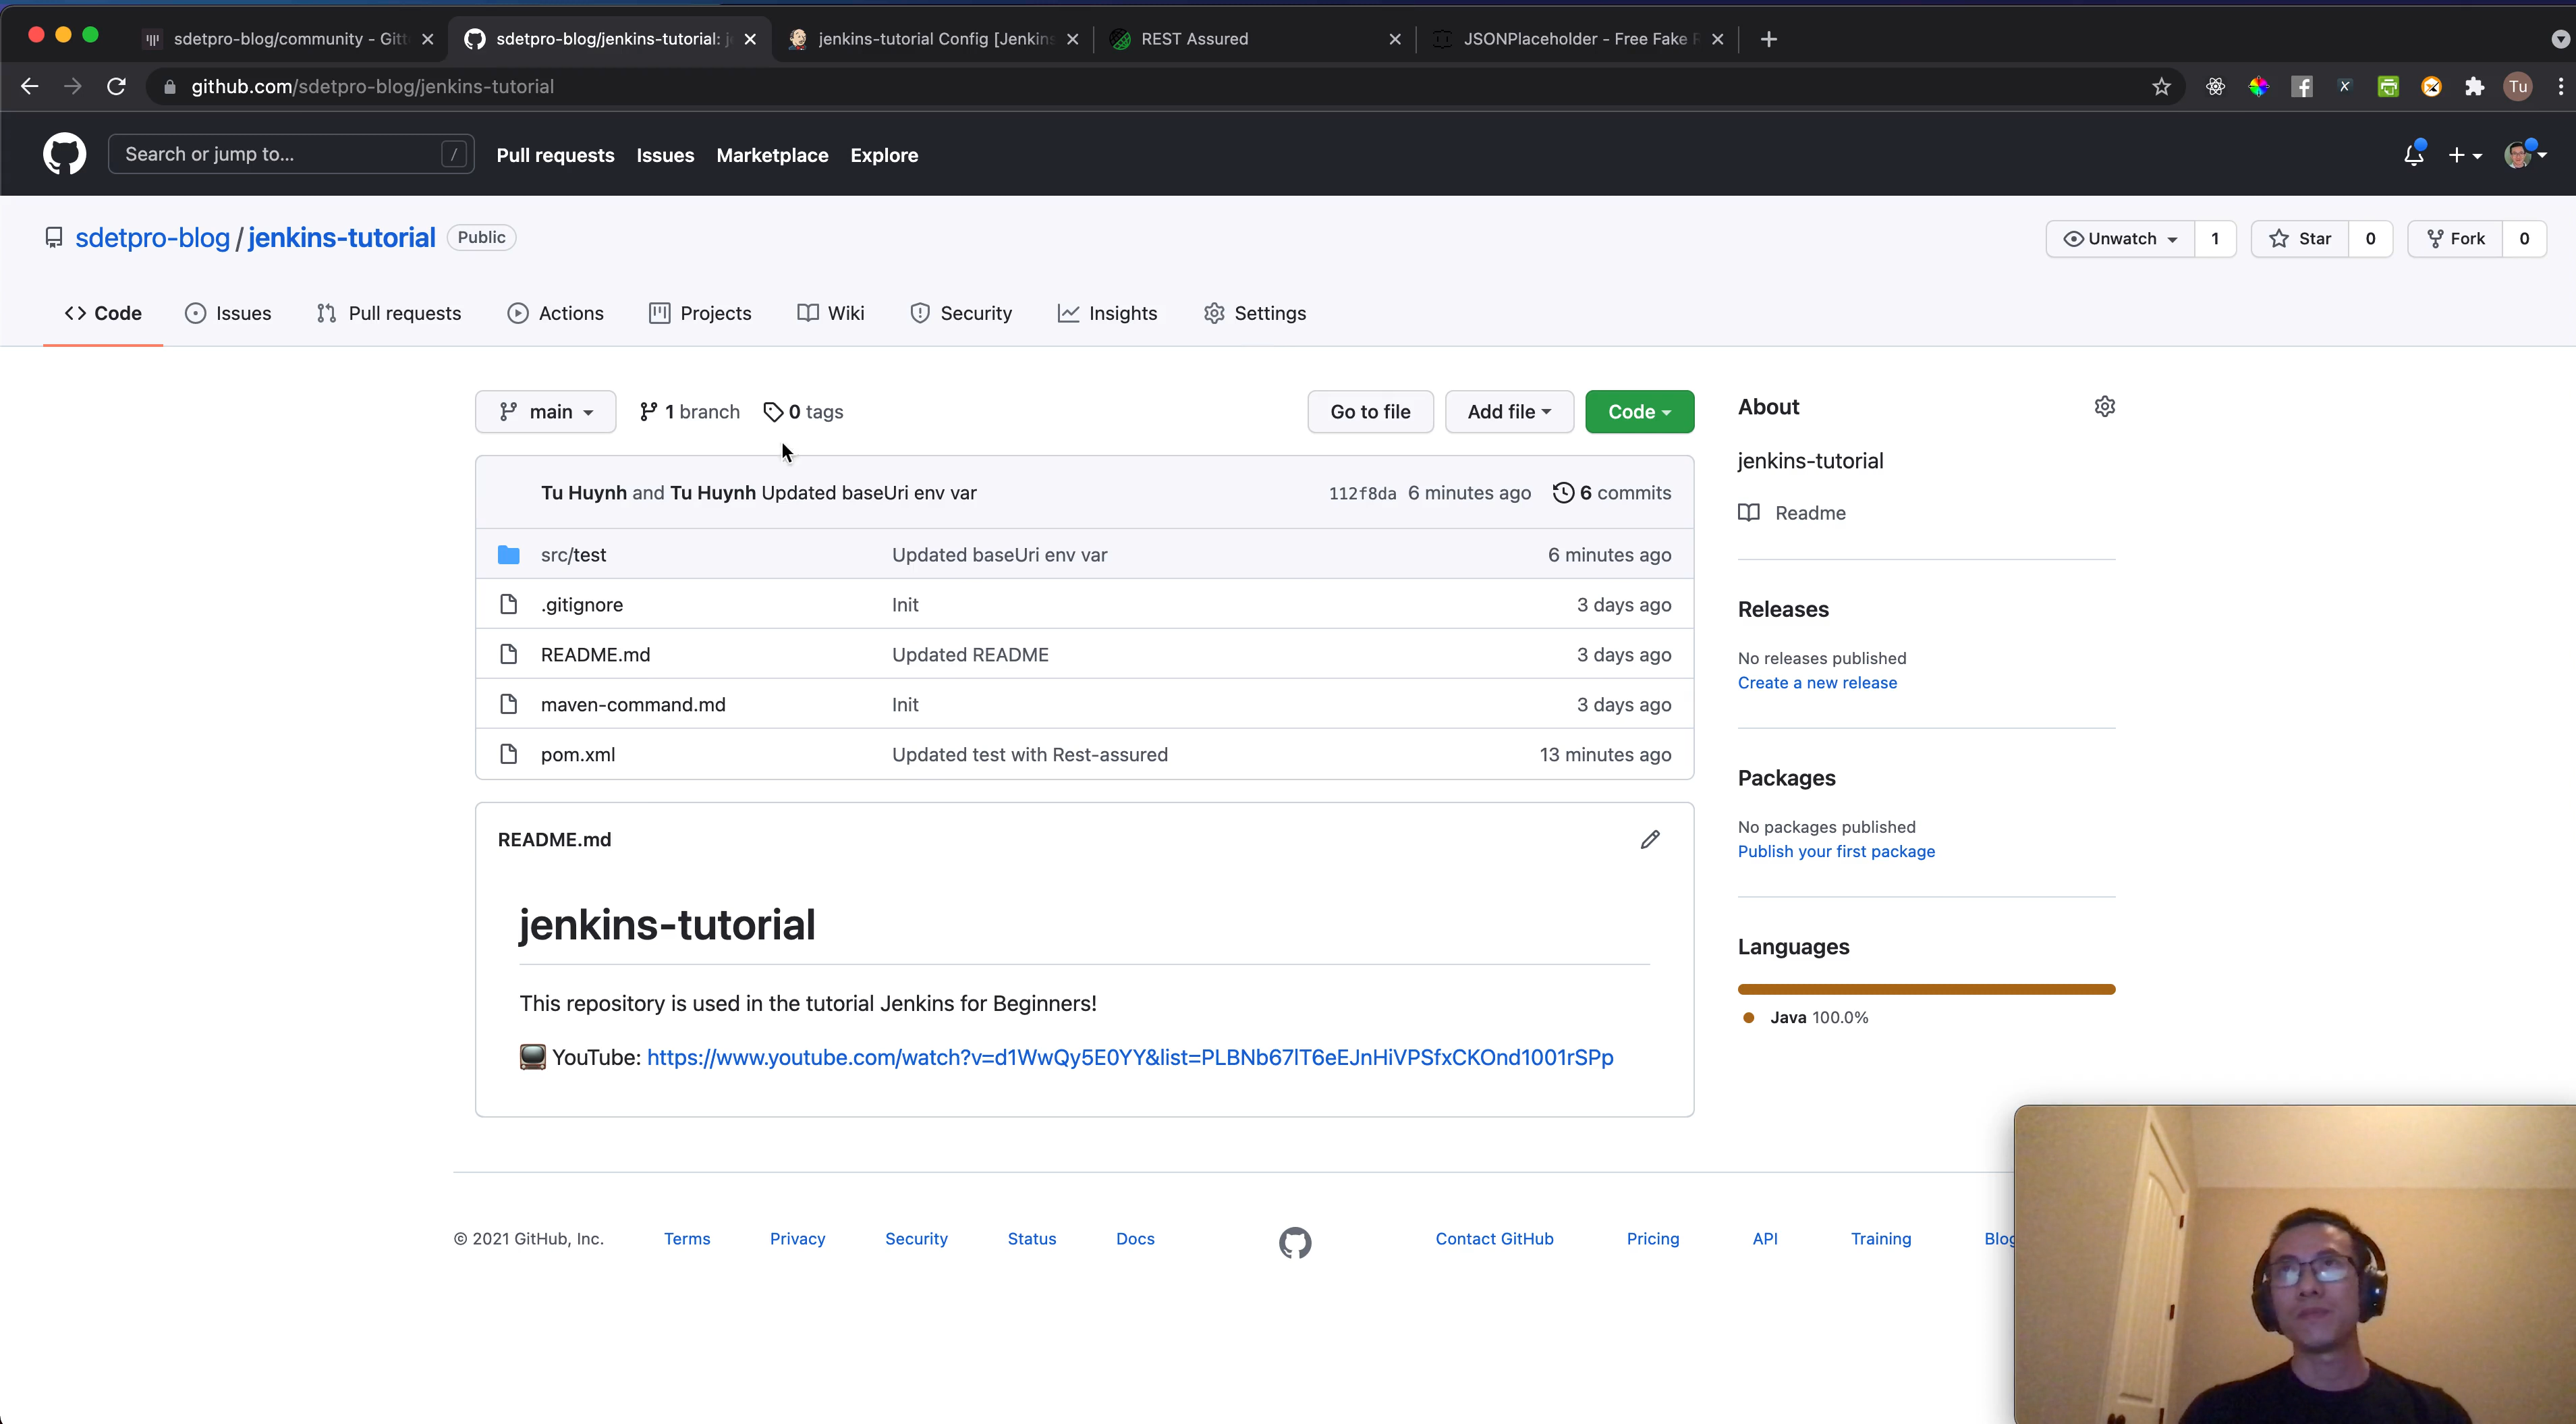 sdetpro-blog/community - Gitt
sdetpro-blog/jenkins-tutorial: j
jenkins-tutorial Config [Jenkins
REST Assured
JSONPlaceholder - Free Fake R
github.com/sdetpro-blog/jenkins-tutorial
Tu
Search or jump to...
/
Pull requests
Issues
Marketplace
Explore
sdetpro-blog / jenkins-tutorial
Public
Unwatch
1
Star
0
Fork
0
Code
Issues
Pull requests
Actions
Projects
Wiki
Security
Insights
Settings
main
1 branch
0 tags
Go to file
Add file
Code
Tu Huynh and Tu Huynh Updated baseUri env var
112f8da 6 minutes ago
6 commits
src/test Updated baseUri env var 6 minutes ago
.gitignore Init 3 days ago
README.md Updated README 3 days ago
maven-command.md Init 3 days ago
pom.xml Updated test with Rest-assured 13 minutes ago
README.md
jenkins-tutorial
This repository is used in the tutorial Jenkins for Beginners!
YouTube: https://www.youtube.com/watch?v=d1WwQy5E0YY&list=PLBNb67lT6eEJnHiVPSfxCKOnd1001rSPp
About
jenkins-tutorial
Readme
Releases
No releases published
Create a new release
Packages
No packages published
Publish your first package
Languages
Java 100.0%
© 2021 GitHub, Inc.
Terms
Privacy
Security
Status
Docs
Contact GitHub
Pricing
API
Training
Blog